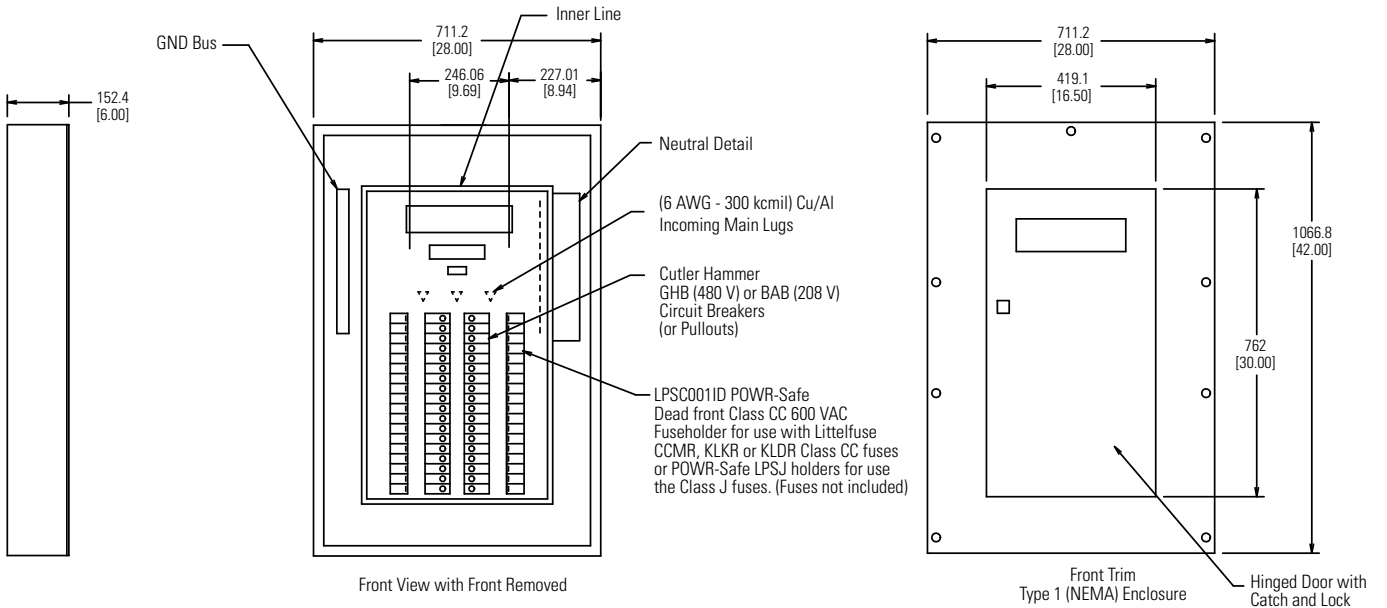 152.4
[6.00]
GND Bus
Inner Line
711.2
[28.00]
246.06
[9.69]
227.01
[8.94]
Neutral Detail
(6 AWG - 300 kcmil) Cu/Al
Incoming Main Lugs
Cutler Hammer
GHB (480 V) or BAB (208 V)
Circuit Breakers
(or Pullouts)
LPSC001ID POWR-Safe
Dead front Class CC 600 VAC
Fuseholder for use with Littelfuse
CCMR, KLKR or KLDR Class CC fuses
or POWR-Safe LPSJ holders for use
the Class J fuses. (Fuses not included)
Front View with Front Removed
711.2
[28.00]
419.1
[16.50]
1066.8
[42.00]
762
[30.00]
Front Trim
Type 1 (NEMA) Enclosure
Hinged Door with
Catch and Lock